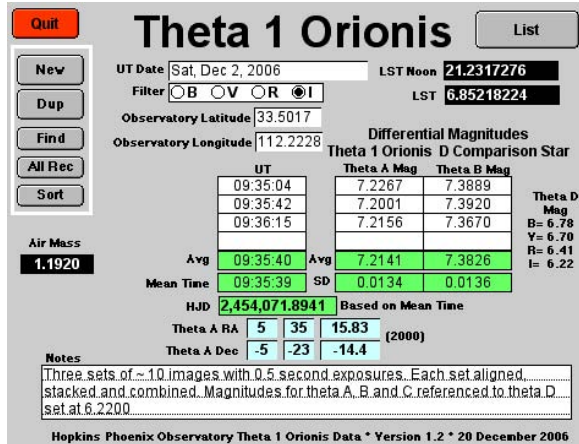 Quit
Theta 1 Orionis
List
New
Dup
Find
All Rec
Sort
UT Date Sat, Dec 2, 2006
LST Noon 21.2317276
Filter B V R I
LST 6.85218224
Observatory Latitude 33.5017
Observatory Longitude 112.2228
Differential Magnitudes
Theta 1 Orionis D Comparison Star
UT Theta A Mag Theta B Mag
09:35:04 7.2267 7.3889
09:35:42 7.2001 7.3920
09:36:15 7.2156 7.3670
Theta D
Mag
B= 6.78
Y= 6.70
R= 6.41
I= 6.22
Air Mass
1.1920
Avg 09:35:40 Avg 7.2141 7.3826
Mean Time 09:35:39 SD 0.0134 0.0136
HJD 2,454,071.8941 Based on Mean Time
Theta A RA 5 35 15.83
(2000)
Theta A Dec -5 -23 -14.4
Notes
Three sets of ~ 10 images with 0.5 second exposures. Each set aligned,
stacked and combined. Magnitudes for theta A, B and C referenced to theta D
set at 6.2200
Hopkins Phoenix Observatory Theta 1 Orionis Data * Version 1.2 * 20 December 2006